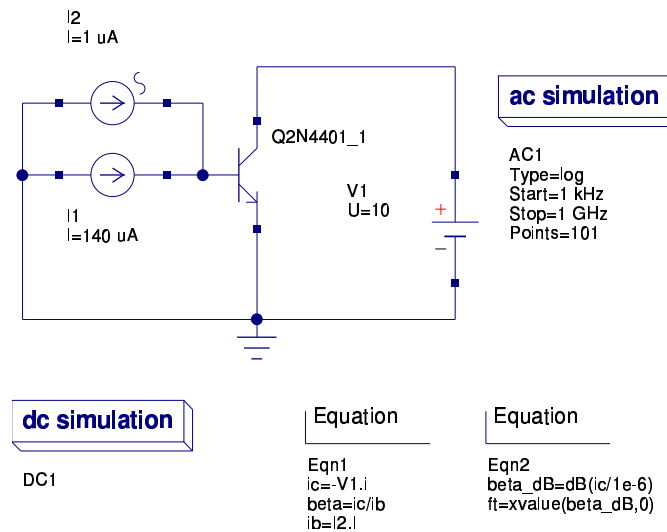 I2
I=1 uA
Q2N4401_1
I1
I=140 uA
V1
U=10
+
−
ac simulation
AC1
Type=log
Start=1 kHz
Stop=1 GHz
Points=101
dc simulation
DC1
Equation
Eqn1
ic=-V1.i
beta=ic/ib
ib=I2.I
Equation
Eqn2
beta_dB=dB(ic/1e-6)
ft=xvalue(beta_dB,0)